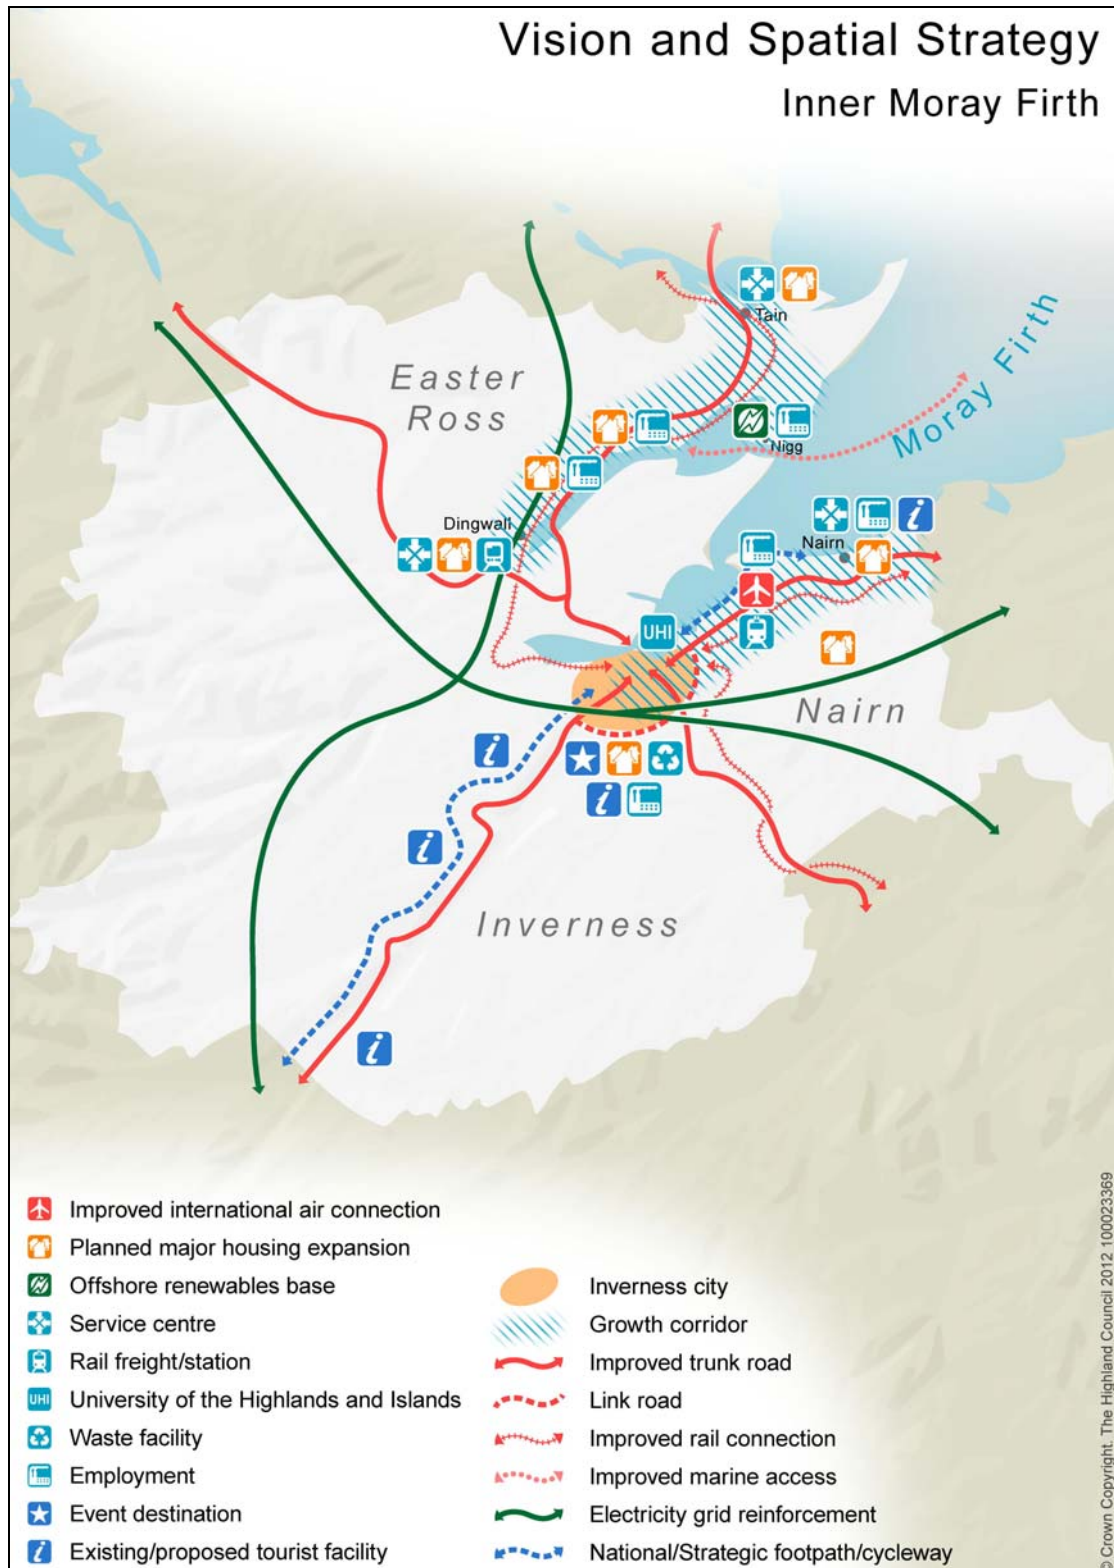 Vision and Spatial Strategy
Inner Moray Firth
Easter
Ross
Tain
Nigg
Moray Firth
Dingwall
Nairn
UHI
Nairn
Inverness
Improved international air connection
Planned major housing expansion
Offshore renewables base
Service centre
Rail freight/station
UHI University of the Highlands and Islands
Waste facility
Employment
Event destination
Existing/proposed tourist facility
Inverness city
Growth corridor
Improved trunk road
Link road
Improved rail connection
Improved marine access
Electricity grid reinforcement
National/Strategic footpath/cycleway
© Crown Copyright. The Highland Council 2012 100023369